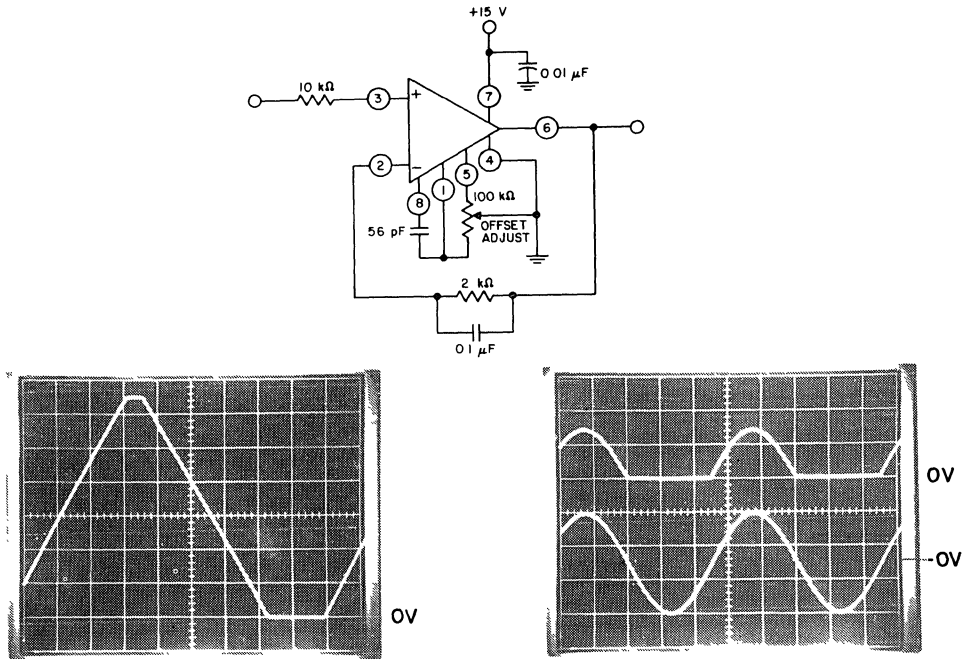 +15 V
0.01 µF
10 kΩ
3
+
7
6
2
−
4
5
1
8
100 kΩ
56 pF
OFFSET
ADJUST
2 kΩ
0.1 µF
0V
0V
-0V